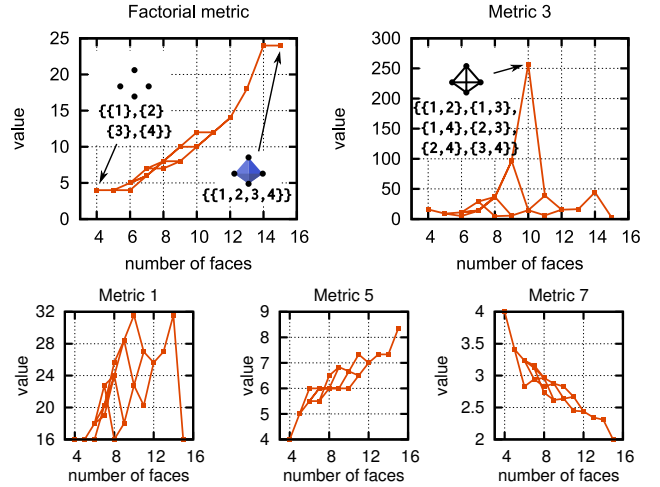 Factorial metric
25
20
15
10
5
0
value
{{1},{2}
{3},{4}}
{{1,2,3,4}}
4 6 8 10 12 14 16
number of faces
Metric 3
300
250
200
150
100
50
0
value
{{1,2},{1,3},
{1,4},{2,3},
{2,4},{3,4}}
4 6 8 10 12 14 16
number of faces
Metric 1
32
28
24
20
16
value
4 8 12 16
number of faces
Metric 5
9
8
7
6
5
4
value
4 8 12 16
number of faces
Metric 7
4
3.5
3
2.5
2
value
4 8 12 16
number of faces